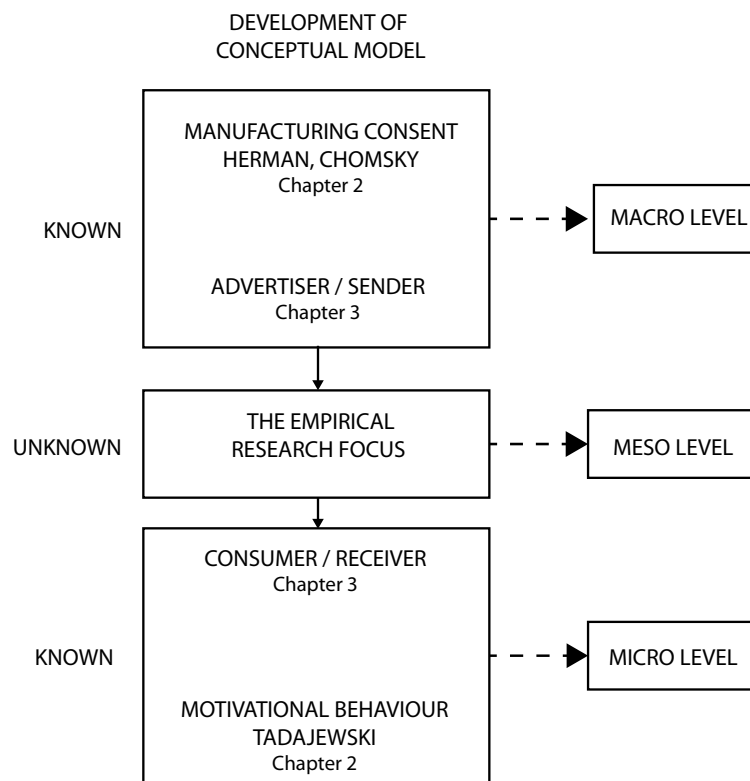 DEVELOPMENT OF
CONCEPTUAL MODEL
MANUFACTURING CONSENT
HERMAN, CHOMSKY
Chapter 2
KNOWN
MACRO LEVEL
ADVERTISER / SENDER
Chapter 3
THE EMPIRICAL
RESEARCH FOCUS
UNKNOWN
MESO LEVEL
CONSUMER / RECEIVER
Chapter 3
KNOWN
MICRO LEVEL
MOTIVATIONAL BEHAVIOUR
TADAJEWSKI
Chapter 2